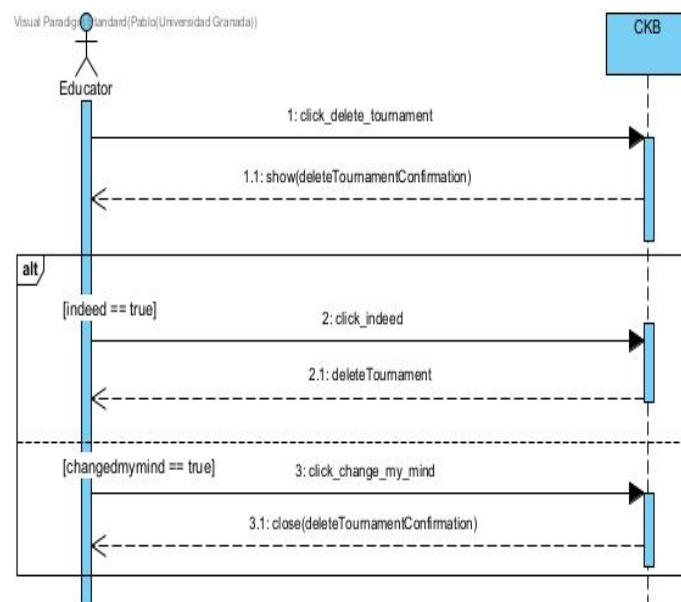 Visual Paradigm Standard(Pablo(Universidad Granada))
CKB
Educator
1: click_delete_tournament
1.1: show(deleteTournamentConfirmation)
alt
[indeed == true]
2: click_indeed
2.1: deleteTournament
[changedmymind == true]
3: click_change_my_mind
3.1: close(deleteTournamentConfirmation)